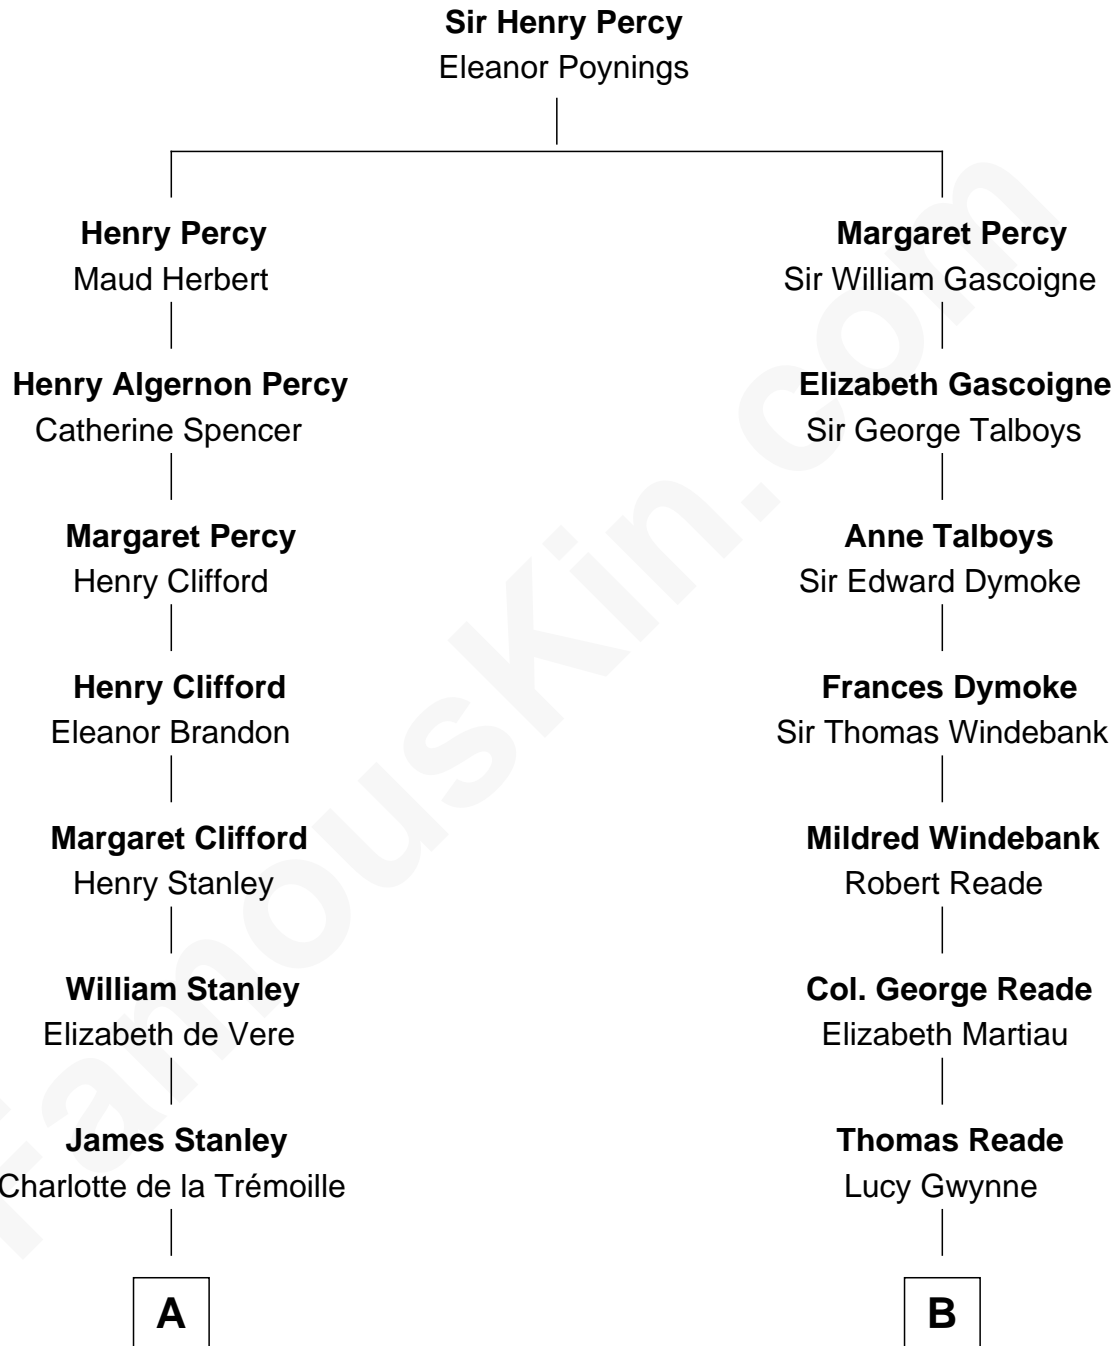 Sir Henry Percy
Eleanor Poynings
Henry Percy
Maud Herbert
Margaret Percy
Sir William Gascoigne
Henry Algernon Percy
Catherine Spencer
Elizabeth Gascoigne
Sir George Talboys
Margaret Percy
Henry Clifford
Anne Talboys
Sir Edward Dymoke
Henry Clifford
Eleanor Brandon
Frances Dymoke
Sir Thomas Windebank
Margaret Clifford
Henry Stanley
Mildred Windebank
Robert Reade
William Stanley
Elizabeth de Vere
Col. George Reade
Elizabeth Martiau
James Stanley
Charlotte de la Trémoille
Thomas Reade
Lucy Gwynne
A
B
FamousKin.com